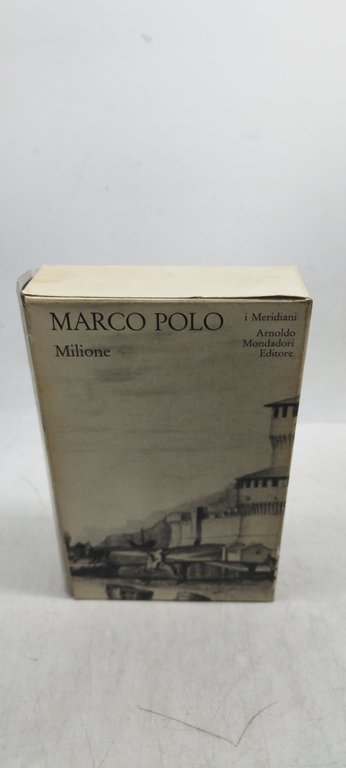 MARCO POLO
Milione
i Meridiani
Arnoldo
Mondadori
Editore